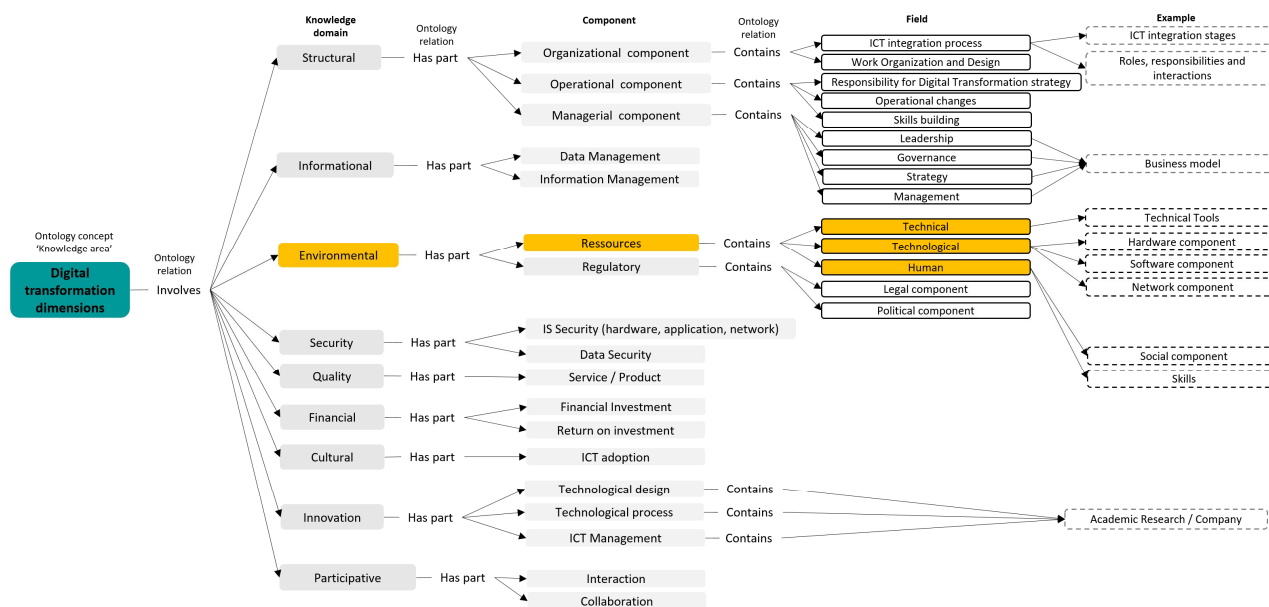 Knowledge
domain
Ontology
relation
Component
Ontology
relation
Field
Example
Structural
Has part
Organizational component
Contains
ICT integration process
ICT integration stages
Work Organization and Design
Roles, responsibilities and
interactions
Operational component
Contains
Responsibility for Digital Transformation strategy
Operational changes
Skills building
Managerial component
Contains
Leadership
Governance
Strategy
Management
Business model
Informational
Has part
Data Management
Information Management
Ontology concept
'Knowledge area'
Digital
transformation
dimensions
Ontology
relation
Involves
Environmental
Has part
Ressources
Contains
Technical
Technological
Human
Technical Tools
Hardware component
Software component
Network component
Regulatory
Contains
Legal component
Political component
Social component
Skills
Security
Has part
IS Security (hardware, application, network)
Data Security
Quality
Has part
Service / Product
Financial
Has part
Financial Investment
Return on investment
Cultural
Has part
ICT adoption
Innovation
Has part
Technological design
Contains
Technological process
Contains
ICT Management
Contains
Academic Research / Company
Participative
Has part
Interaction
Collaboration